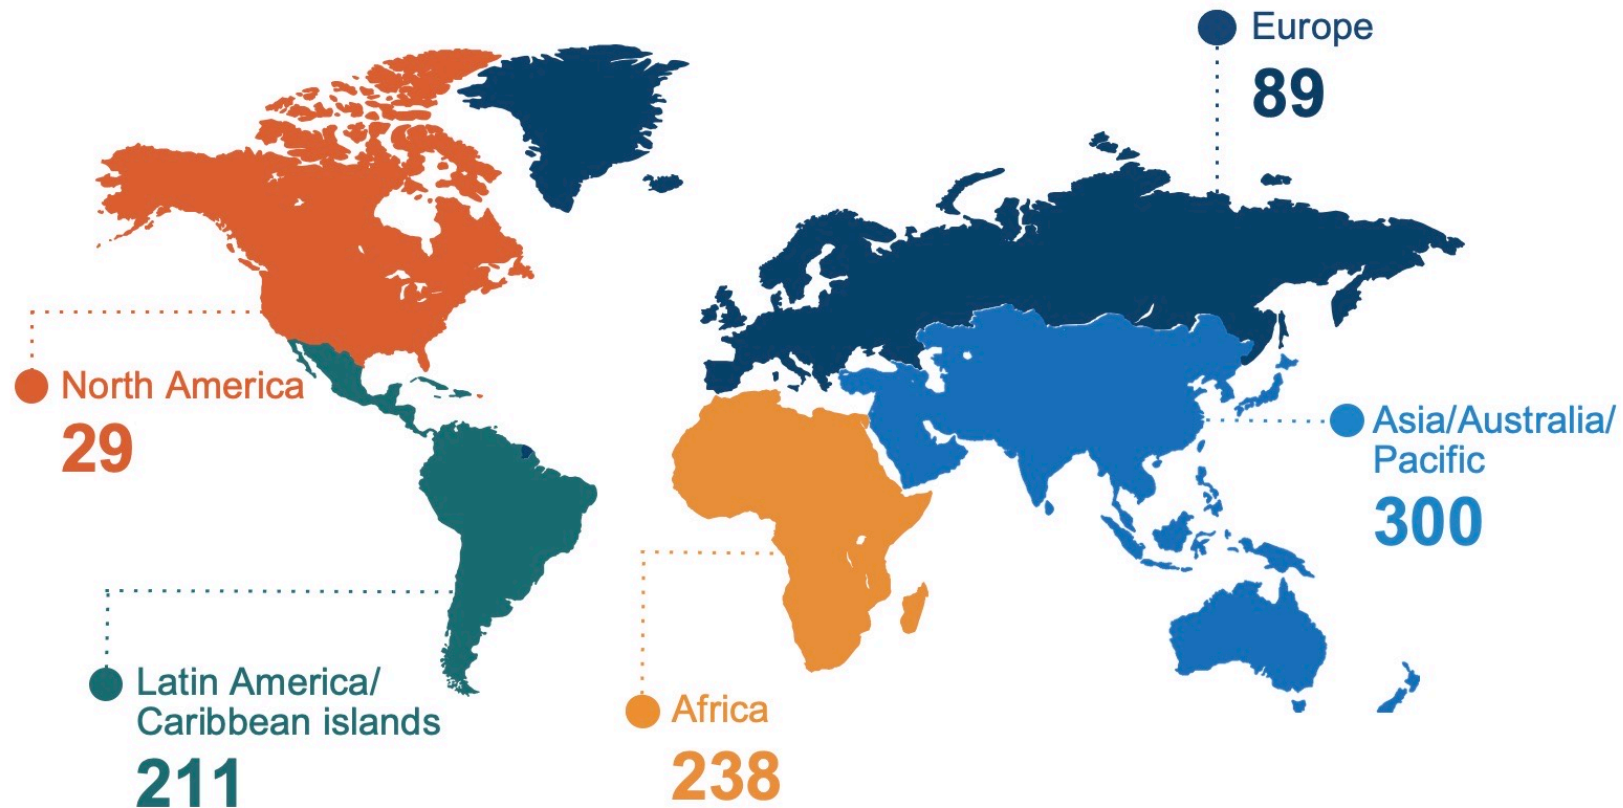 Europe
89
North America
29
Asia/Australia/
Pacific
300
Latin America/
Caribbean islands
211
Africa
238